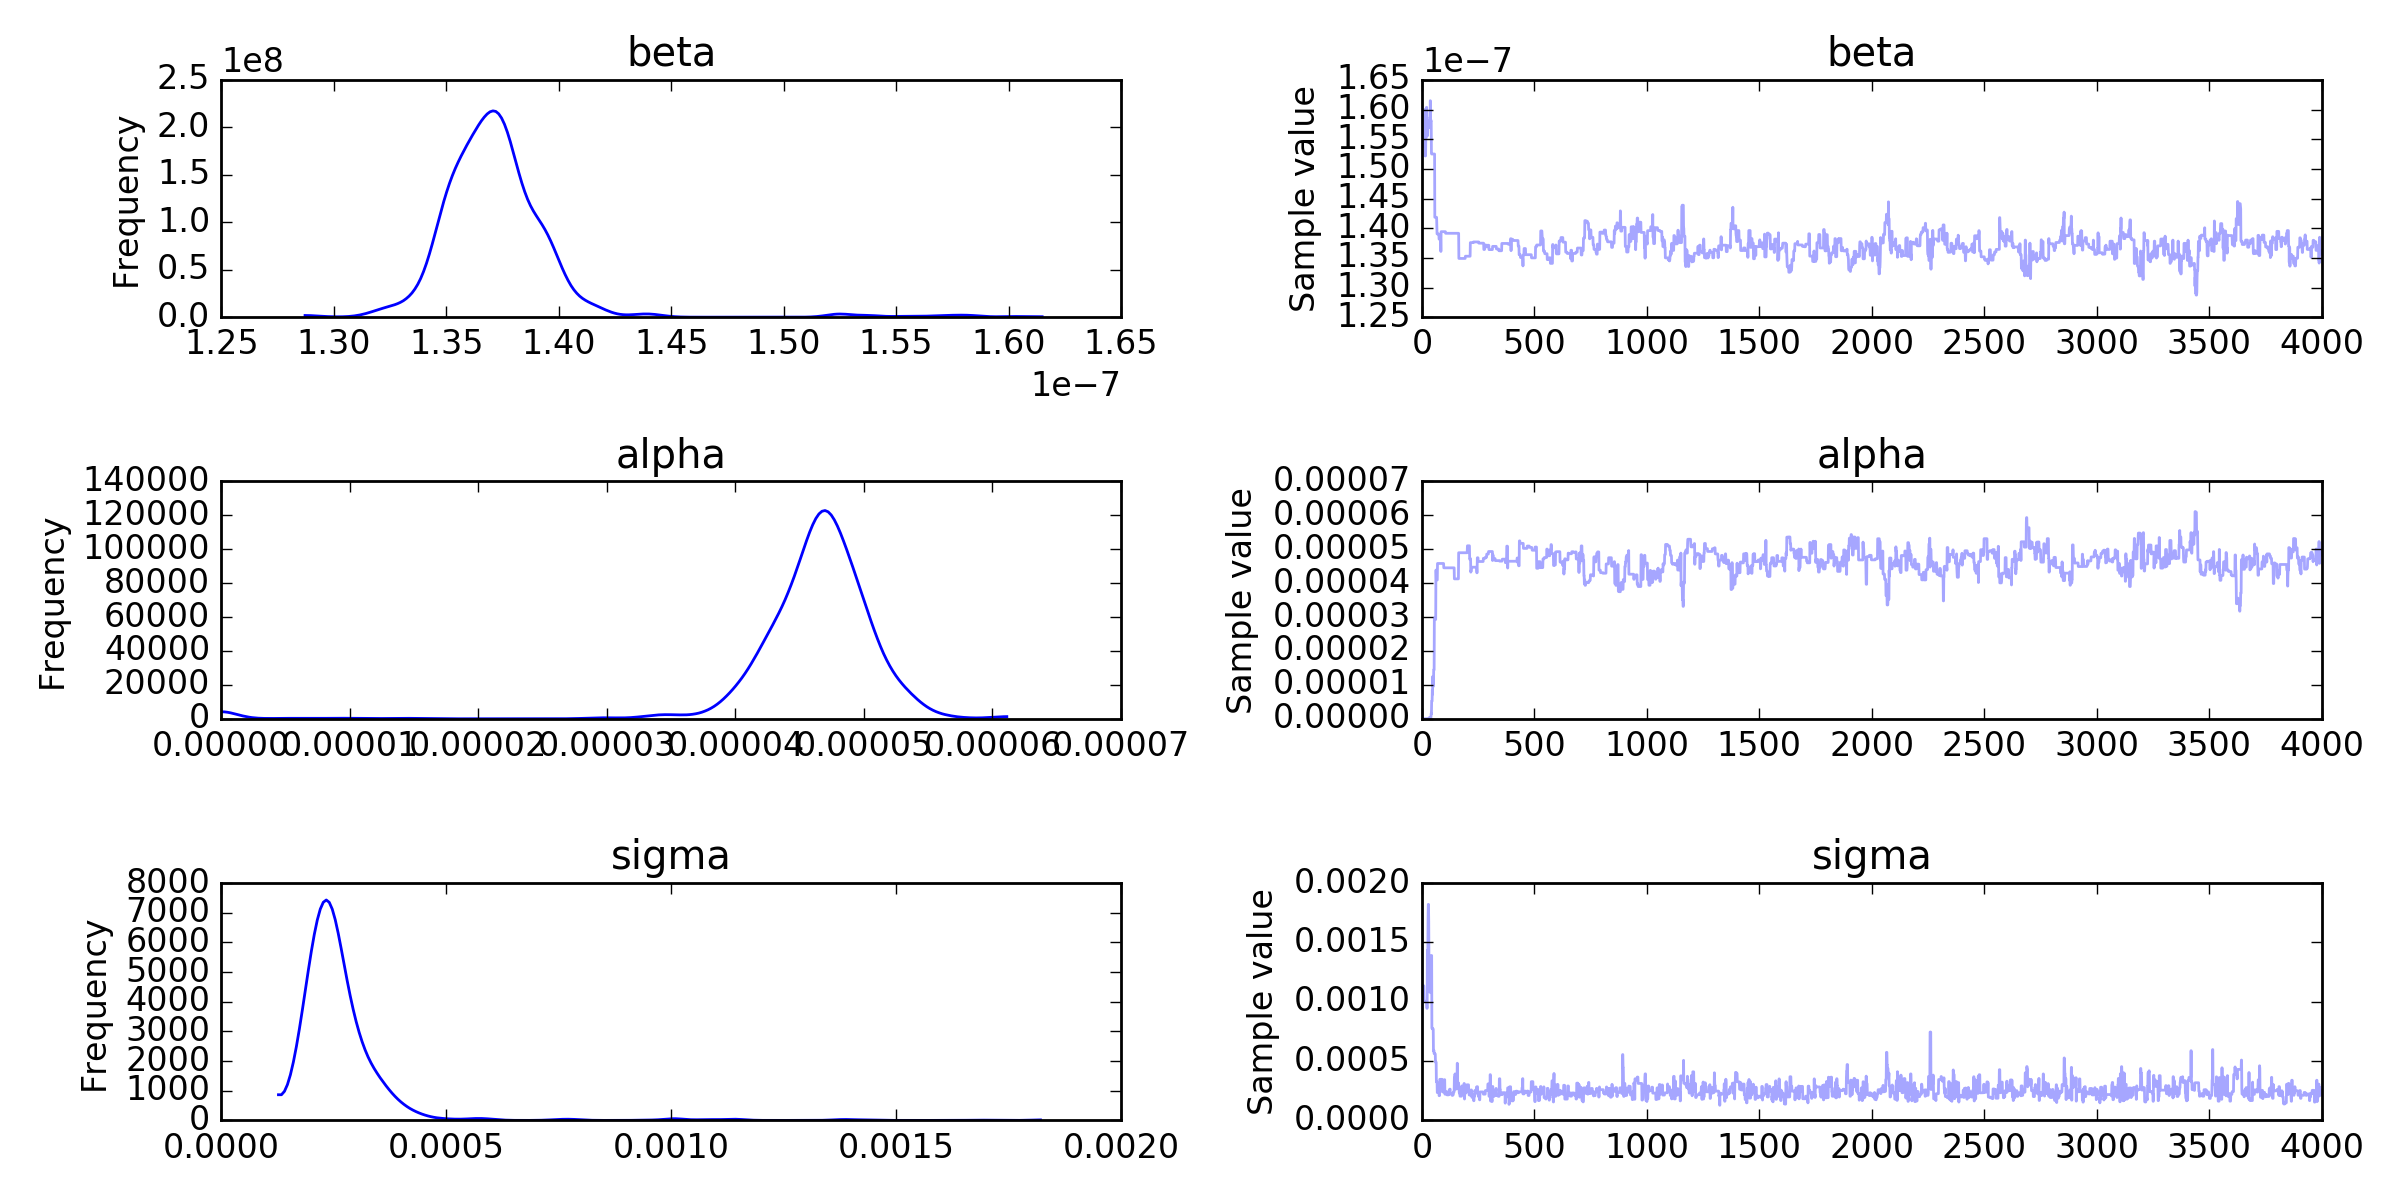 beta
1e8
2.5
2.0
1.5
1.0
0.5
0.0
Frequency
1.25 1.30 1.35 1.40 1.45 1.50 1.55 1.60 1.65
1e−7
beta
1e−7
1.65
1.60
1.55
1.50
1.45
1.40
1.35
1.30
1.25
Sample value
0 500 1000 1500 2000 2500 3000 3500 4000
alpha
140000
120000
100000
80000
60000
40000
20000
0
Frequency
0.00000 0.00001 0.00002 0.00003 0.00004 0.00005 0.00006 0.00007
alpha
0.00007
0.00006
0.00005
0.00004
0.00003
0.00002
0.00001
0.00000
Sample value
0 500 1000 1500 2000 2500 3000 3500 4000
sigma
8000
7000
6000
5000
4000
3000
2000
1000
0
Frequency
0.0000 0.0005 0.0010 0.0015 0.0020
sigma
0.0020
0.0015
0.0010
0.0005
0.0000
Sample value
0 500 1000 1500 2000 2500 3000 3500 4000